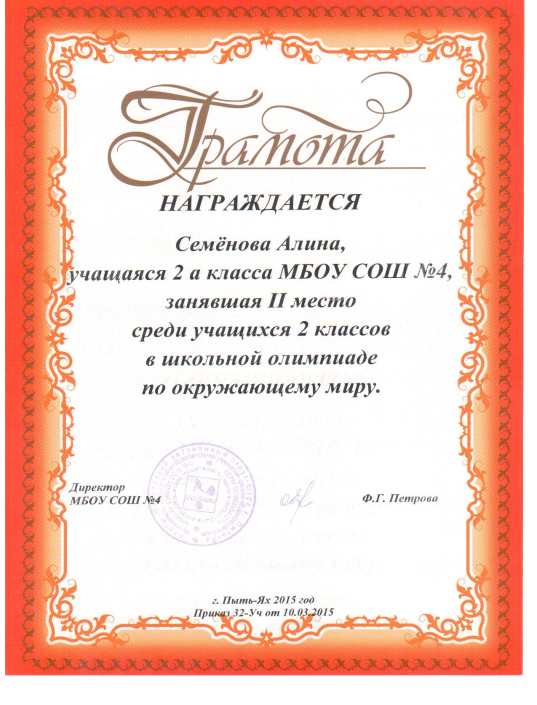 Грамота
НАГРАЖДАЕТСЯ
Семёнова Алина,
учащаяся 2 а класса МБОУ СОШ №4,
занявшая II место
среди учащихся 2 классов
в школьной олимпиаде
по окружающему миру.
Директор
МБОУ СОШ №4
Ф.Г. Петрова
г. Пыть-Ях 2015 год
Приказ 32-Уч от 10.03.2015